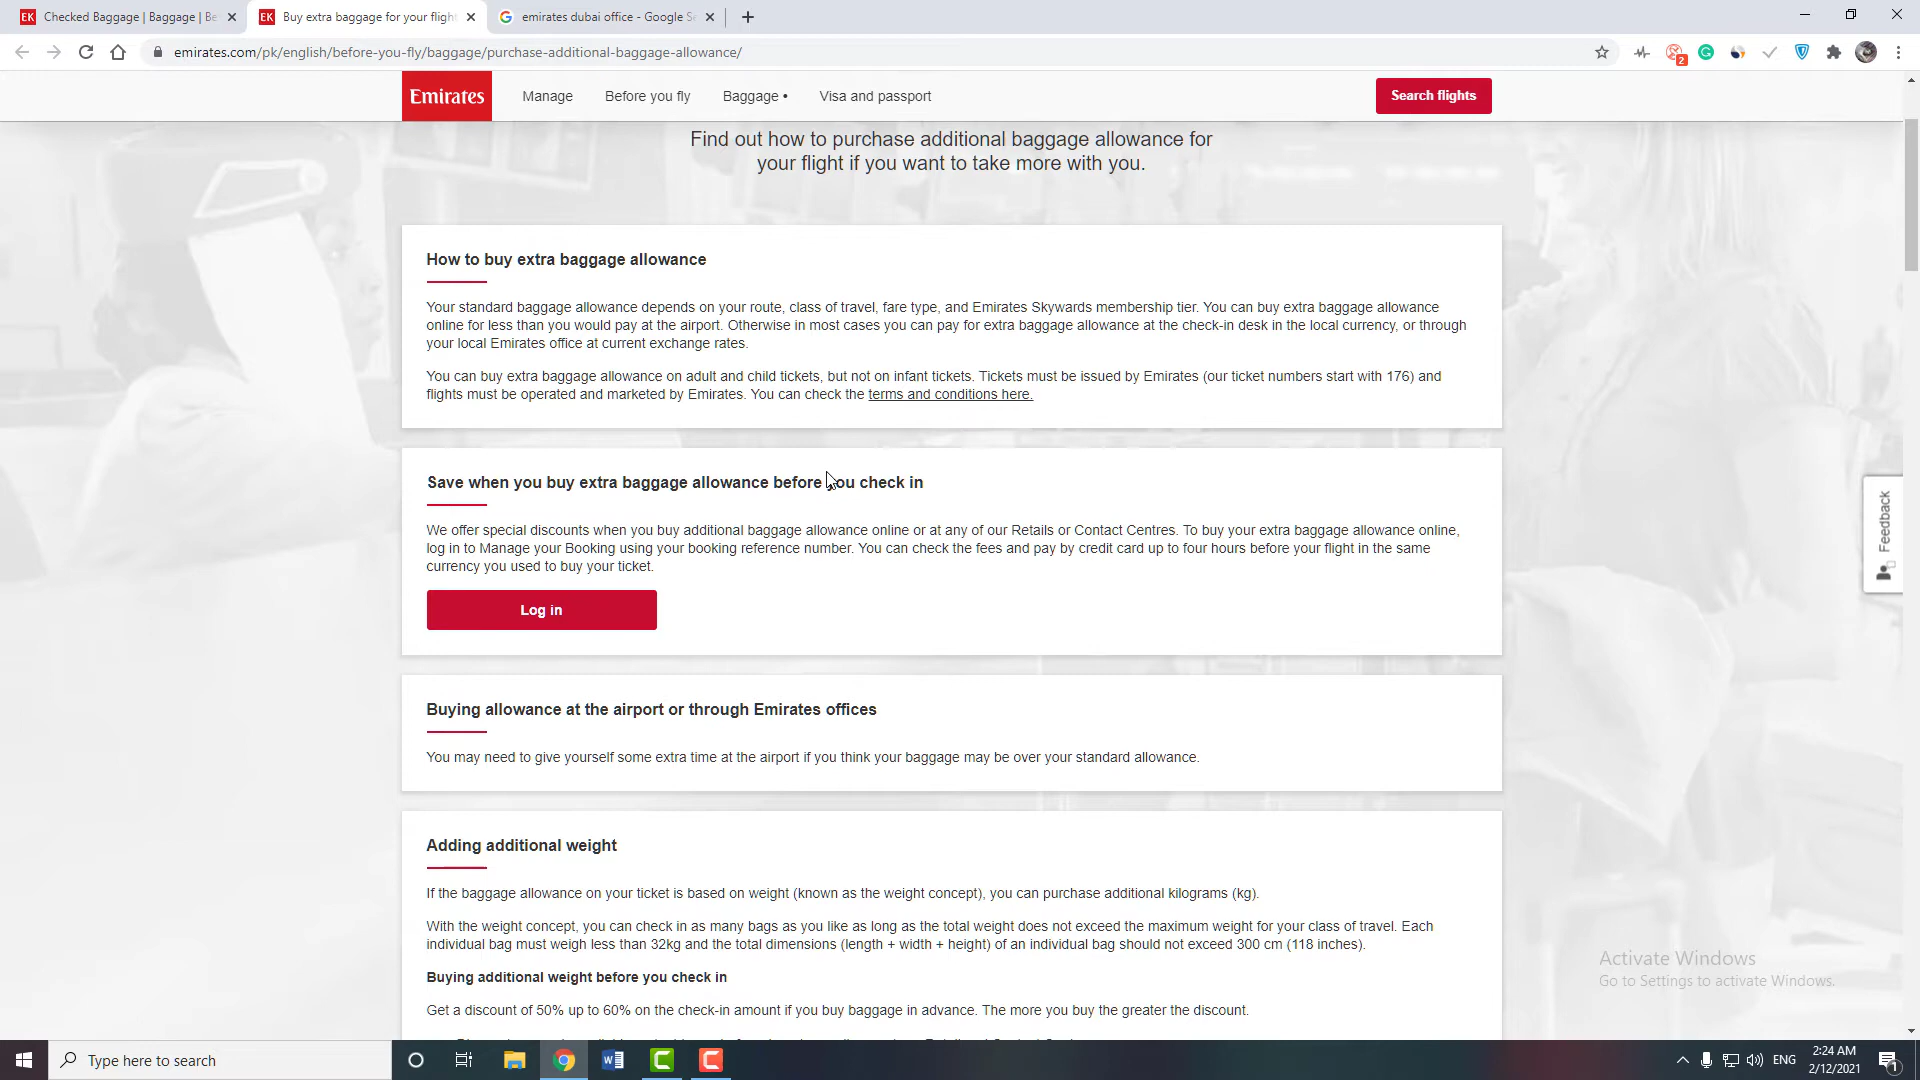 Checked Baggage | Baggage | Be
Buy extra baggage for your flight
emirates dubai office - Google Se
emirates.com/pk/english/before-you-fly/baggage/purchase-additional-baggage-allowance/
2
Emirates
Manage
Before you fly
Baggage •
Visa and passport
Search flights
Find out how to purchase additional baggage allowance for
your flight if you want to take more with you.
How to buy extra baggage allowance
Your standard baggage allowance depends on your route, class of travel, fare type, and Emirates Skywards membership tier. You can buy extra baggage allowance
online for less than you would pay at the airport. Otherwise in most cases you can pay for extra baggage allowance at the check-in desk in the local currency, or through
your local Emirates office at current exchange rates.
You can buy extra baggage allowance on adult and child tickets, but not on infant tickets. Tickets must be issued by Emirates (our ticket numbers start with 176) and
flights must be operated and marketed by Emirates. You can check the terms and conditions here.
Save when you buy extra baggage allowance before you check in
We offer special discounts when you buy additional baggage allowance online or at any of our Retails or Contact Centres. To buy your extra baggage allowance online,
log in to Manage your Booking using your booking reference number. You can check the fees and pay by credit card up to four hours before your flight in the same
currency you used to buy your ticket.
Log in
Feedback
Buying allowance at the airport or through Emirates offices
You may need to give yourself some extra time at the airport if you think your baggage may be over your standard allowance.
Adding additional weight
If the baggage allowance on your ticket is based on weight (known as the weight concept), you can purchase additional kilograms (kg).
With the weight concept, you can check in as many bags as you like as long as the total weight does not exceed the maximum weight for your class of travel. Each
individual bag must weigh less than 32kg and the total dimensions (length + width + height) of an individual bag should not exceed 300 cm (118 inches).
Buying additional weight before you check in
Get a discount of 50% up to 60% on the check-in amount if you buy baggage in advance. The more you buy the greater the discount.
Activate Windows
Go to Settings to activate Windows.
Type here to search
ENG
2:24 AM
2/12/2021
1